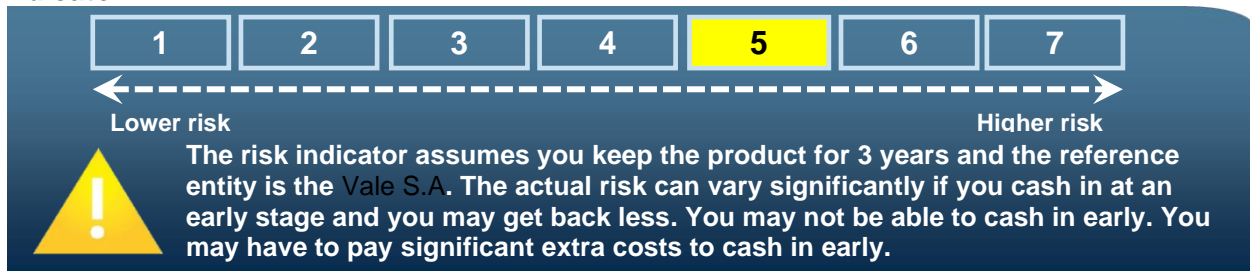 1 2 3 4 5 6 7
Lower risk Higher risk
The risk indicator assumes you keep the product for 3 years and the reference
entity is the Vale S.A. The actual risk can vary significantly if you cash in at an
early stage and you may get back less. You may not be able to cash in early. You
may have to pay significant extra costs to cash in early.